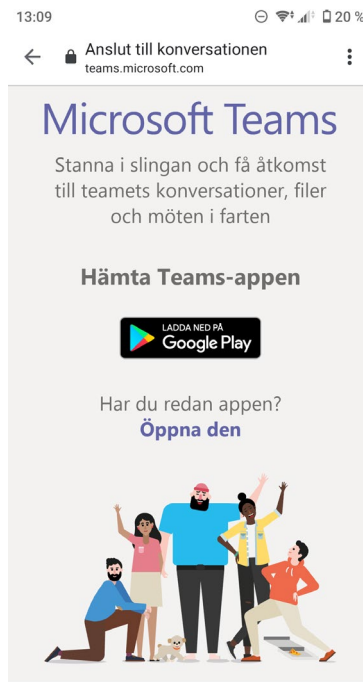 13:09
20 %
Anslut till konversationen
teams.microsoft.com
Microsoft Teams
Stanna i slingan och få åtkomst
till teamets konversationer, filer
och möten i farten
Hämta Teams-appen
LADDA NED PÅ
Google Play
Har du redan appen?
Öppna den